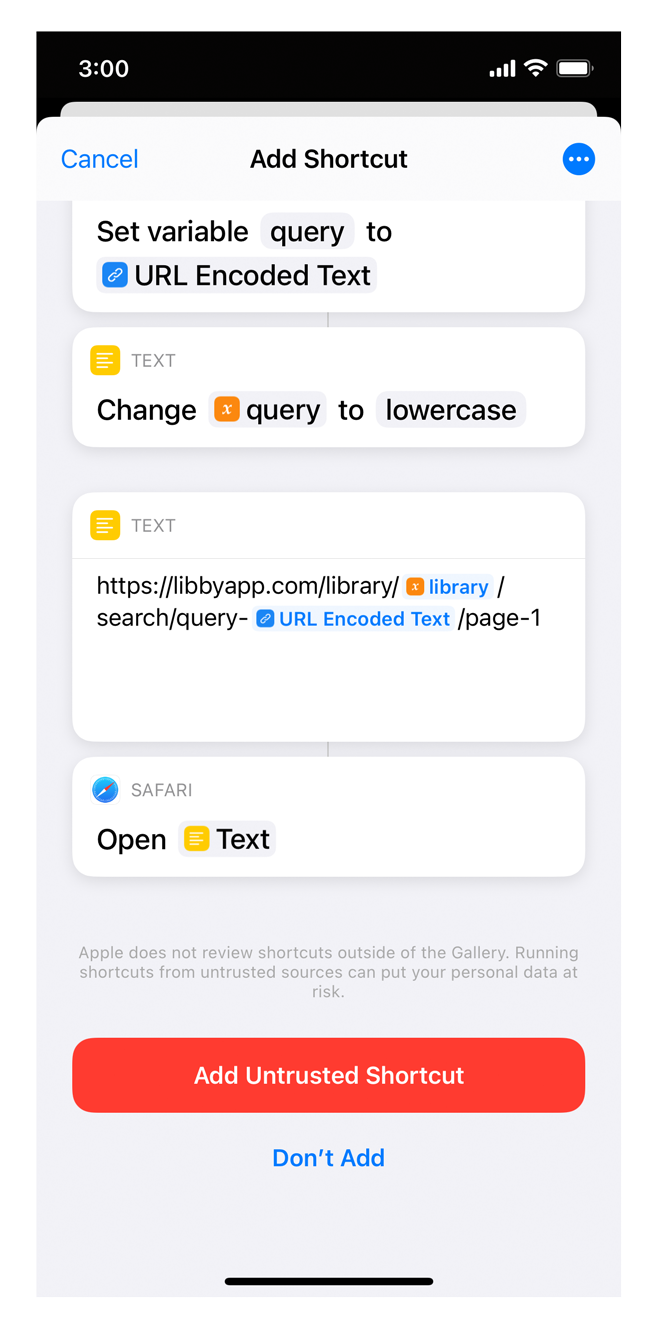 3:00
Cancel
Add Shortcut
Set variable query to
URL Encoded Text
TEXT
Change x query to lowercase
TEXT
https://libbyapp.com/library/ x library /
search/query- URL Encoded Text /page-1
SAFARI
Open Text
Apple does not review shortcuts outside of the Gallery. Running
shortcuts from untrusted sources can put your personal data at
risk.
Add Untrusted Shortcut
Don’t Add